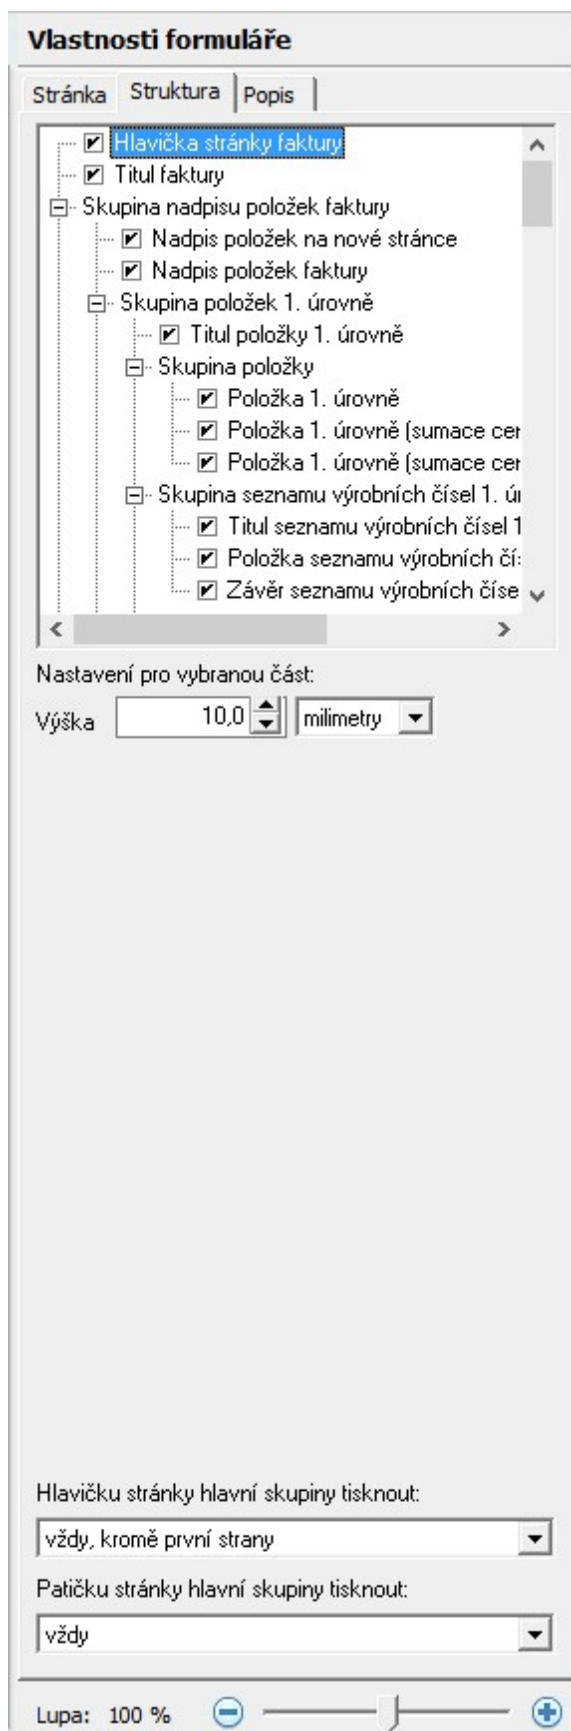 Vlastnosti formuláře
Stránka Struktura Popis
Hlavička stránky faktury
Titul faktury
Skupina nadpisu položek faktury
Nadpis položek na nové stránce
Nadpis položek faktury
Skupina položek 1. úrovně
Titul položky 1. úrovně
Skupina položky
Položka 1. úrovně
Položka 1. úrovně (sumace cen
Položka 1. úrovně (sumace cen
Skupina seznamu výrobních čísel 1. úr
Titul seznamu výrobních čísel 1
Položka seznamu výrobních čís
Závěr seznamu výrobních číse
Nastavení pro vybranou část:
Výška 10,0 milimetry
Hlavičku stránky hlavní skupiny tisknout:
vždy, kromě první strany
Patičku stránky hlavní skupiny tisknout:
vždy
Lupa: 100 %